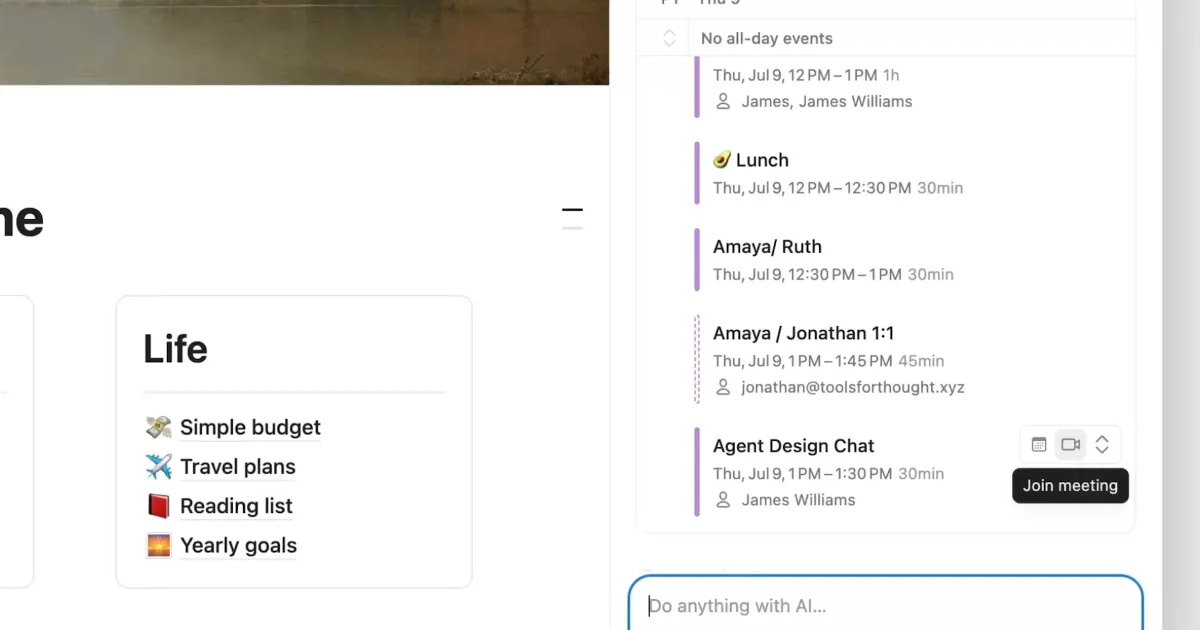 No all-day events
Thu, Jul 9, 12 PM – 1 PM 1h
James, James Williams
🥑 Lunch
Thu, Jul 9, 12 PM – 12:30 PM 30min
Amaya/ Ruth
Thu, Jul 9, 12:30 PM – 1 PM 30min
Amaya / Jonathan 1:1
Thu, Jul 9, 1 PM – 1:45 PM 45min
jonathan@toolsforthought.xyz
Agent Design Chat
Thu, Jul 9, 1 PM – 1:30 PM 30min
James Williams
Join meeting
Do anything with AI...
Life
💸 Simple budget
✈️ Travel plans
📕 Reading list
🌅 Yearly goals